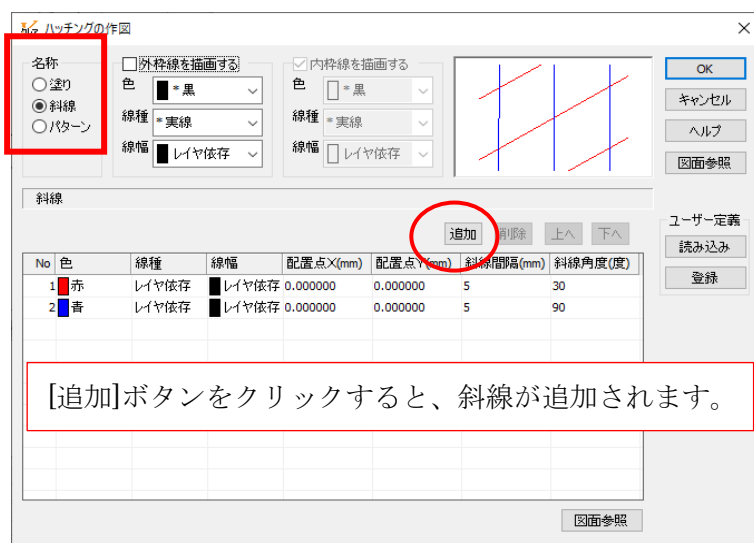 ハッチングの作図
名称
塗り
斜線
パターン
外枠線を描画する
色 * 黒
線種 * 実線
線幅 レイヤ依存
内枠線を描画する
色 * 黒
線種 * 実線
線幅 レイヤ依存
OK
キャンセル
ヘルプ
図面参照
斜線
追加 削除 上へ 下へ
ユーザー定義
読み込み
登録
No 色 線種 線幅 配置点X(mm) 配置点Y(mm) 斜線間隔(mm) 斜線角度(度)
1 赤 レイヤ依存 レイヤ依存 0.000000 0.000000 5 30
2 青 レイヤ依存 レイヤ依存 0.000000 0.000000 5 90
[追加]ボタンをクリックすると、斜線が追加されます。
図面参照